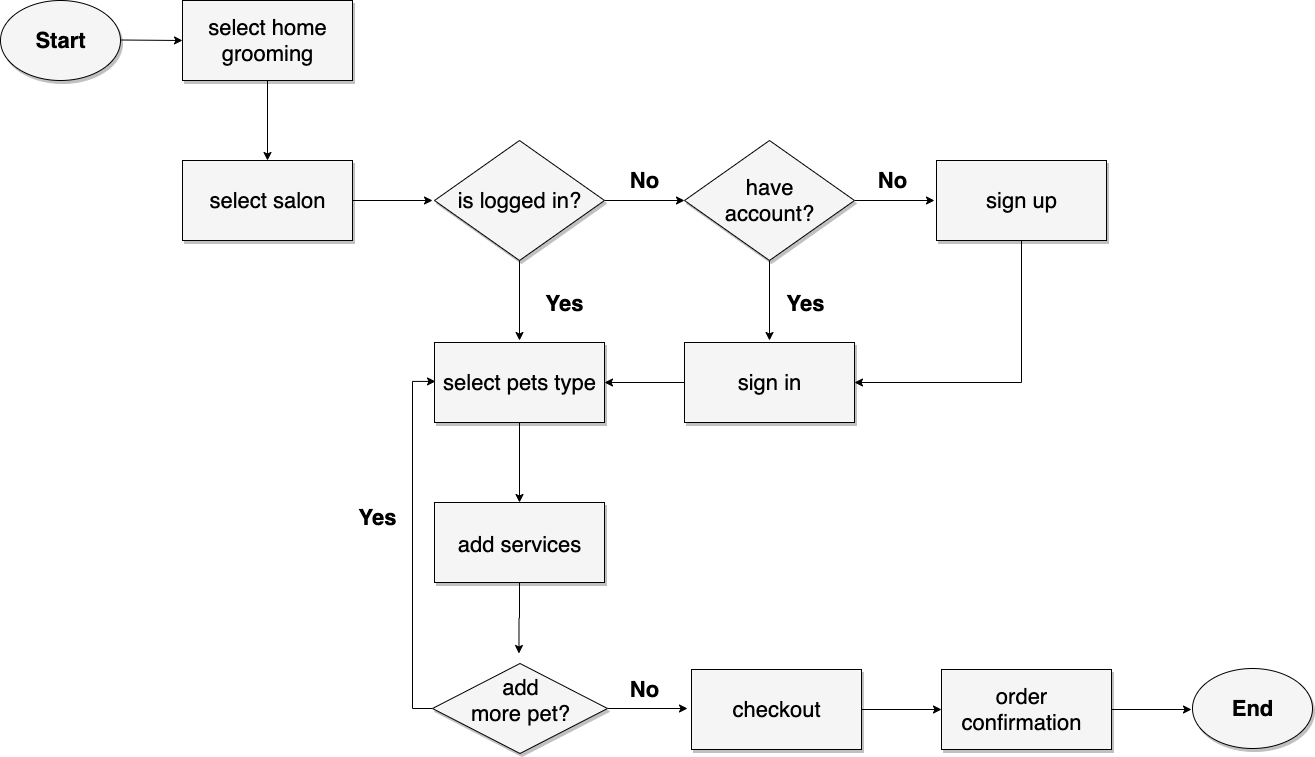 Start
select home
grooming
select salon
is logged in?
No
have
account?
No
sign up
Yes
Yes
select pets type
sign in
Yes
add services
add
more pet?
No
checkout
order
confirmation
End